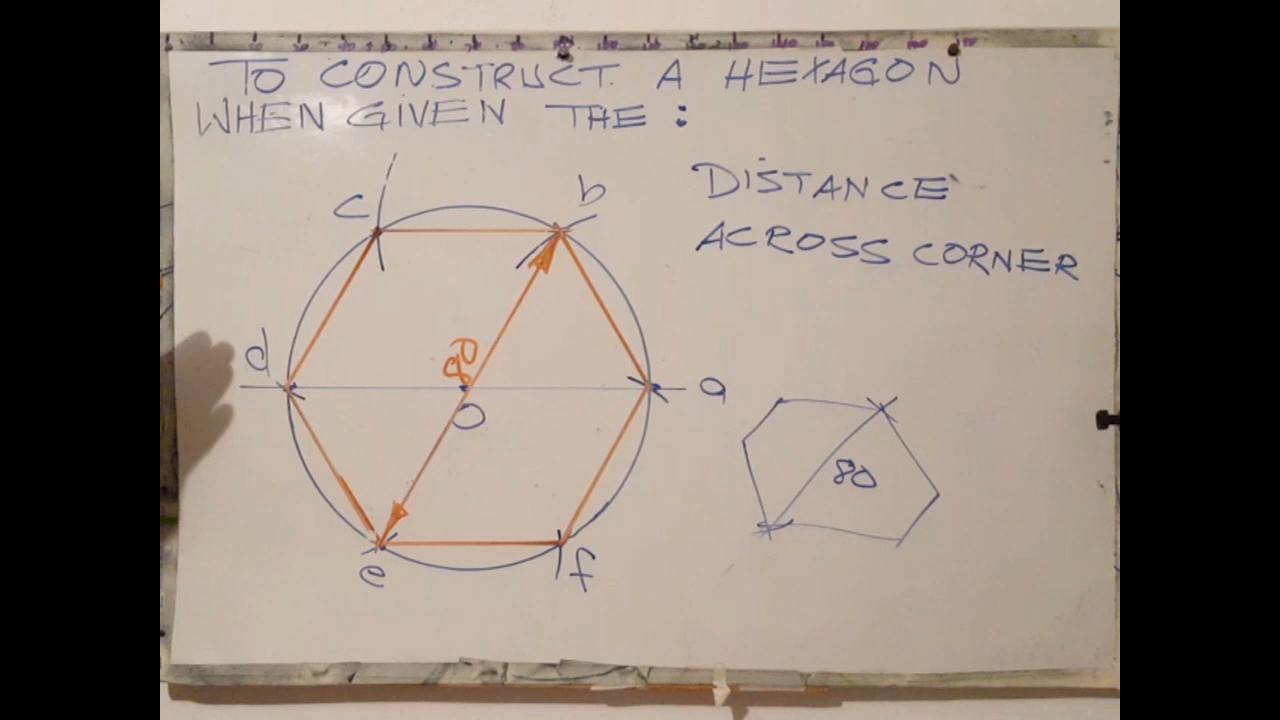 TO CONSTRUCT A HEXAGON
WHEN GIVEN THE :
DISTANCE
ACROSS CORNER
c
b
d
80
o
a
80
e
f